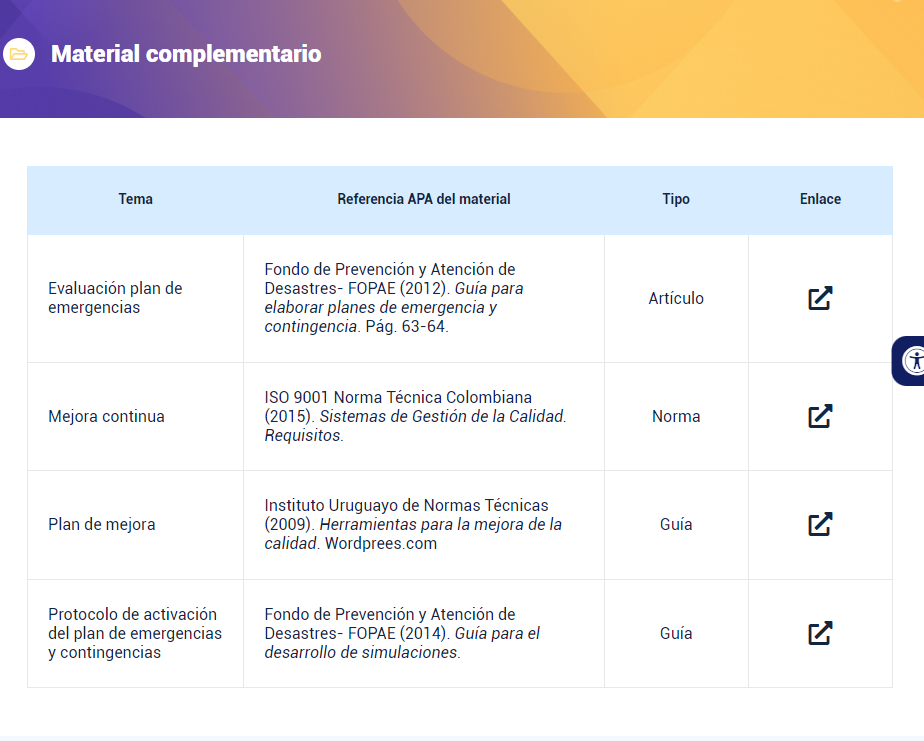 Material complementario
Tema
Referencia APA del material
Tipo
Enlace
Evaluación plan de
emergencias
Fondo de Prevención y Atención de
Desastres- FOPAE (2012). Guía para
elaborar planes de emergencia y
contingencia. Pág. 63-64.
Artículo
Mejora continua
ISO 9001 Norma Técnica Colombiana
(2015). Sistemas de Gestión de la Calidad.
Requisitos.
Norma
Plan de mejora
Instituto Uruguayo de Normas Técnicas
(2009). Herramientas para la mejora de la
calidad. Wordprees.com
Guía
Protocolo de activación
del plan de emergencias
y contingencias
Fondo de Prevención y Atención de
Desastres- FOPAE (2014). Guía para el
desarrollo de simulaciones.
Guía